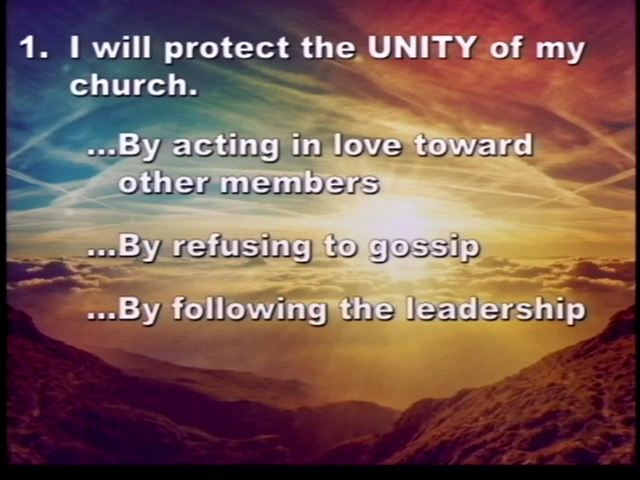 1. I will protect the UNITY of my
church.
...By acting in love toward
other members
...By refusing to gossip
...By following the leadership